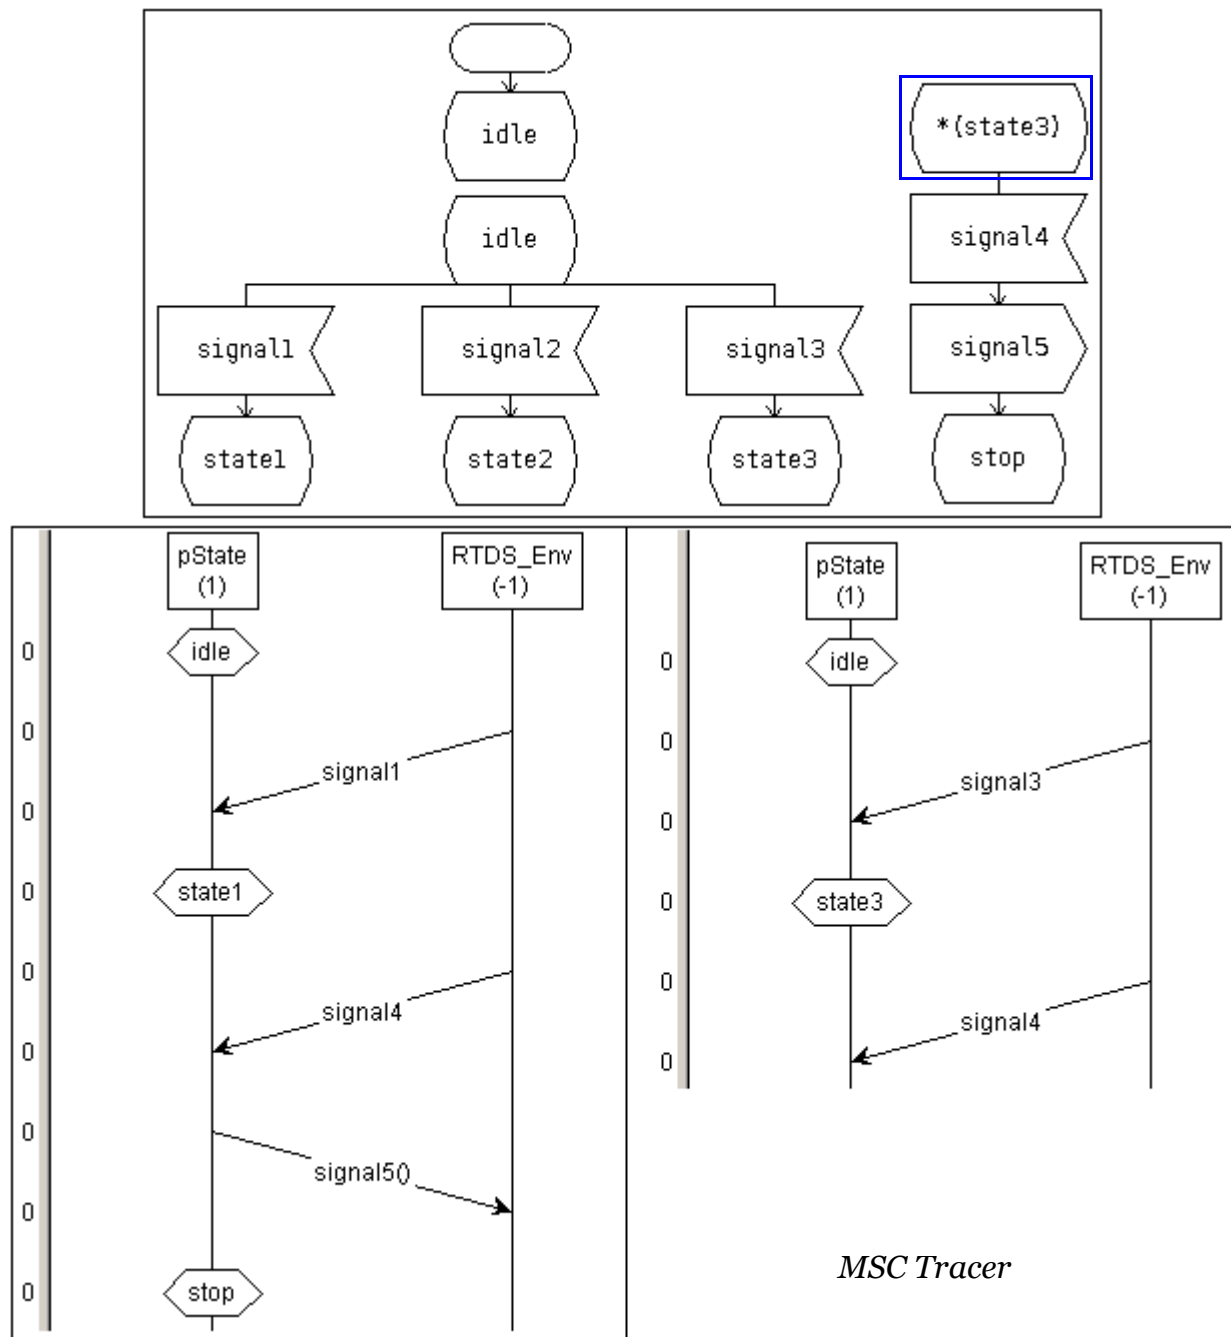 idle
*(state3)
idle
signal4
signal1
signal2
signal3
signal5
state1
state2
state3
stop
pState
(1)
RTDS_Env
(-1)
0
idle
0
signal1
0
0
state1
0
signal4
0
0
signal5()
0
0
stop
pState
(1)
RTDS_Env
(-1)
0
idle
0
signal3
0
0
state3
0
signal4
0
MSC Tracer